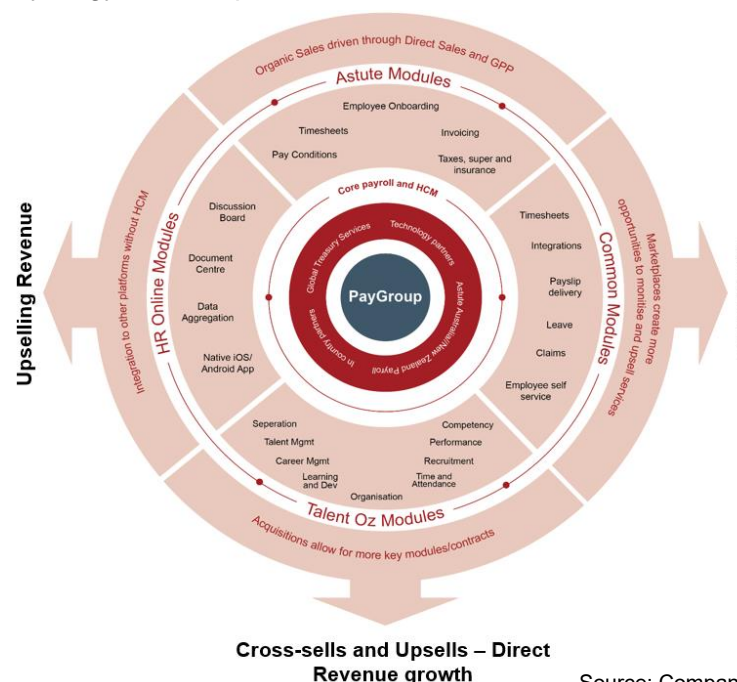 Organic Sales driven through Direct Sales and GPP
Astute Modules
Employee Onboarding
Timesheets
Invoicing
Pay Conditions
Taxes, super and
insurance
Core payroll and HCM
Global Treasury Services
Technology partners
PayGroup
In country partners
Astute Australia/New Zealand Payroll
Upselling Revenue
Integration to other platforms without HCM
HR Online Modules
Discussion
Board
Document
Centre
Data
Aggregation
Native iOS/
Android App
Timesheets
Integrations
Payslip
delivery
Leave
Claims
Employee self
service
Common Modules
Marketplaces create more
opportunities to monitise and upsell services
Seperation
Talent Mgmt
Career Mgmt
Learning
and Dev
Organisation
Competency
Performance
Recruitment
Time and
Attendance
Talent Oz Modules
Acquisitions allow for more key modules/contracts
Cross-sells and Upsells – Direct
Revenue growth
Source: